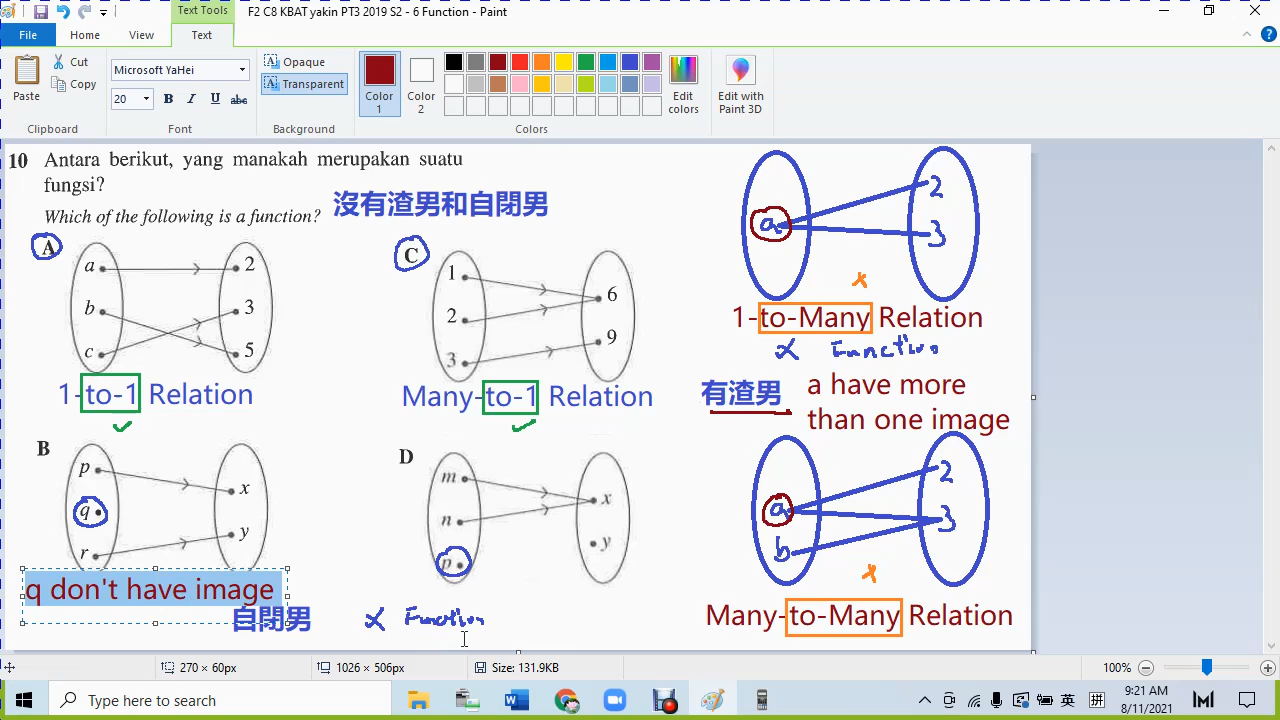 Text Tools
F2 C8 KBAT yakin PT3 2019 S2 - 6 Function - Paint
File
Home
View
Text
Paste
Cut
Copy
Clipboard
Microsoft YaHei
20
B
I
U
abc
Font
Opaque
Transparent
Background
Color
1
Color
2
Edit
colors
Edit with
Paint 3D
Colors
10 Antara berikut, yang manakah merupakan suatu
fungsi?
Which of the following is a function?
沒有渣男和自閉男
A
a
b
c
2
3
5
1-to-1 Relation
C
1
2
3
6
9
Many-to-1 Relation
B
p
q
r
x
y
q don't have image
自閉男
D
m
n
p
x
y
Function
a
2
3
1-to-Many Relation
Function
有渣男
a have more
than one image
a
b
2
3
Many-to-Many Relation
270 × 60px
1026 × 506px
Size: 131.9KB
100%
Type here to search
英
拼
9:21 AM
8/11/2021